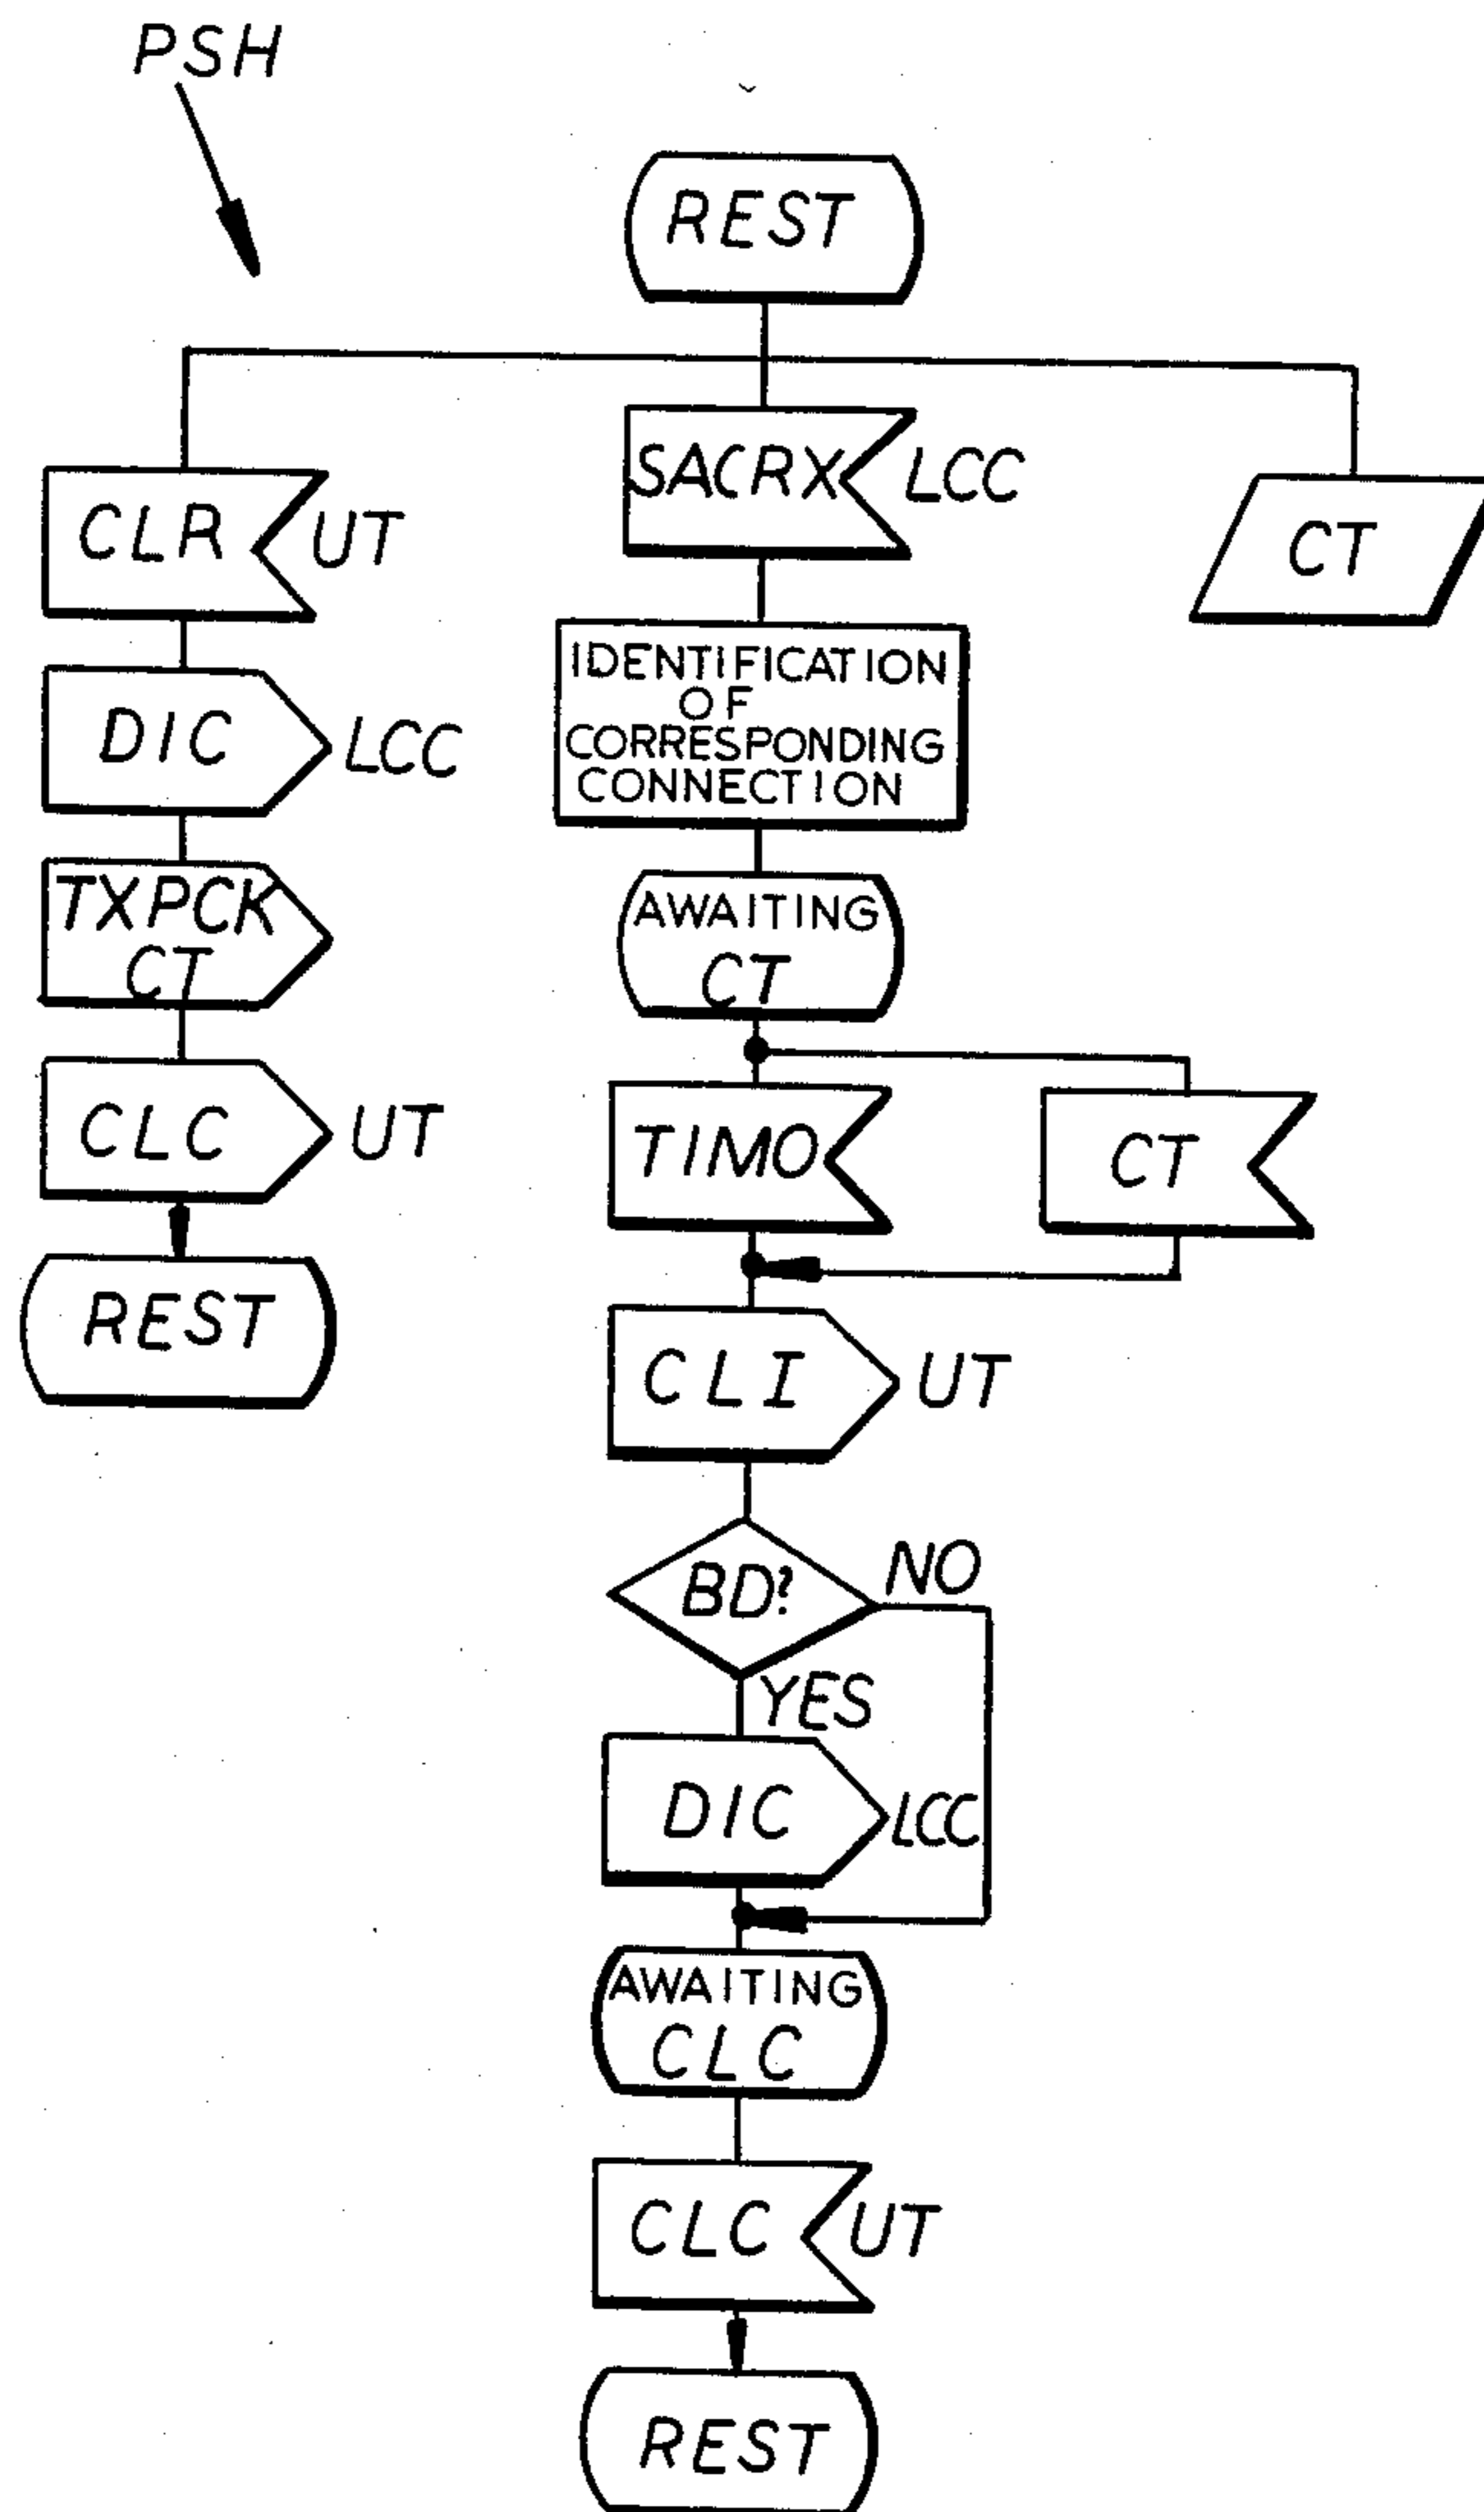 PSH
REST
SACRX LCC
CLR UT
CT
IDENTIFICATION
OF
CORRESPONDING
CONNECTION
DIC LCC
TXPCK
CT
AWAITING
CT
CLC UT
TIMO
CT
REST
CLI UT
BD?
NO
YES
DIC LCC
AWAITING
CLC
CLC UT
REST